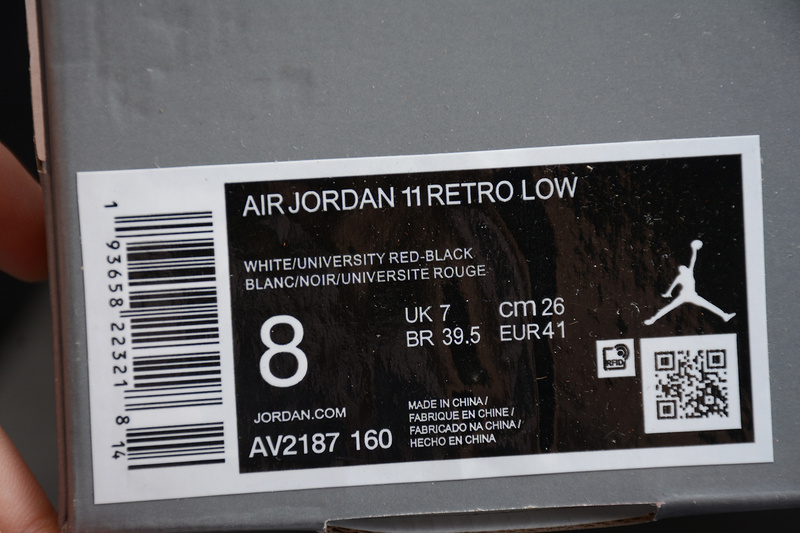 AIR JORDAN 11 RETRO LOW
WHITE/UNIVERSITY RED-BLACK
BLANC/NOIR/UNIVERSITE ROUGE
8
UK 7 cm 26
BR 39.5 EUR 41
JORDAN.COM
AV2187 160
MADE IN CHINA /
FABRIQUE EN CHINE /
FABRICADO NA CHINA /
HECHO EN CHINA
RFID
1 93658 22321 8 14